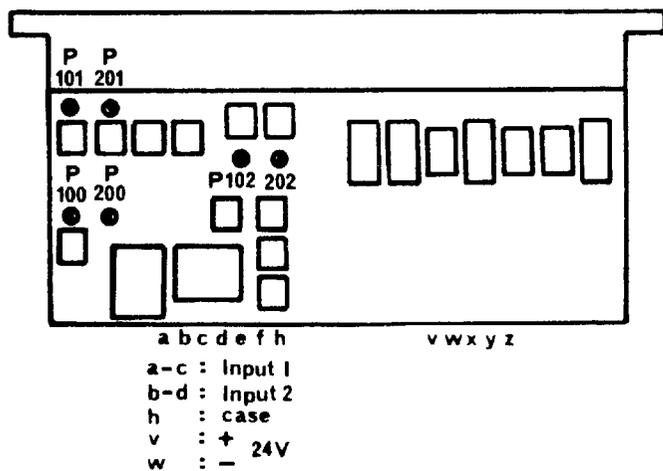 P P
101 201
P102 202
P P
100 200
a b c d e f h v w x y z
a-c : Input 1
b-d : Input 2
h : case
v : +
24V
w : −